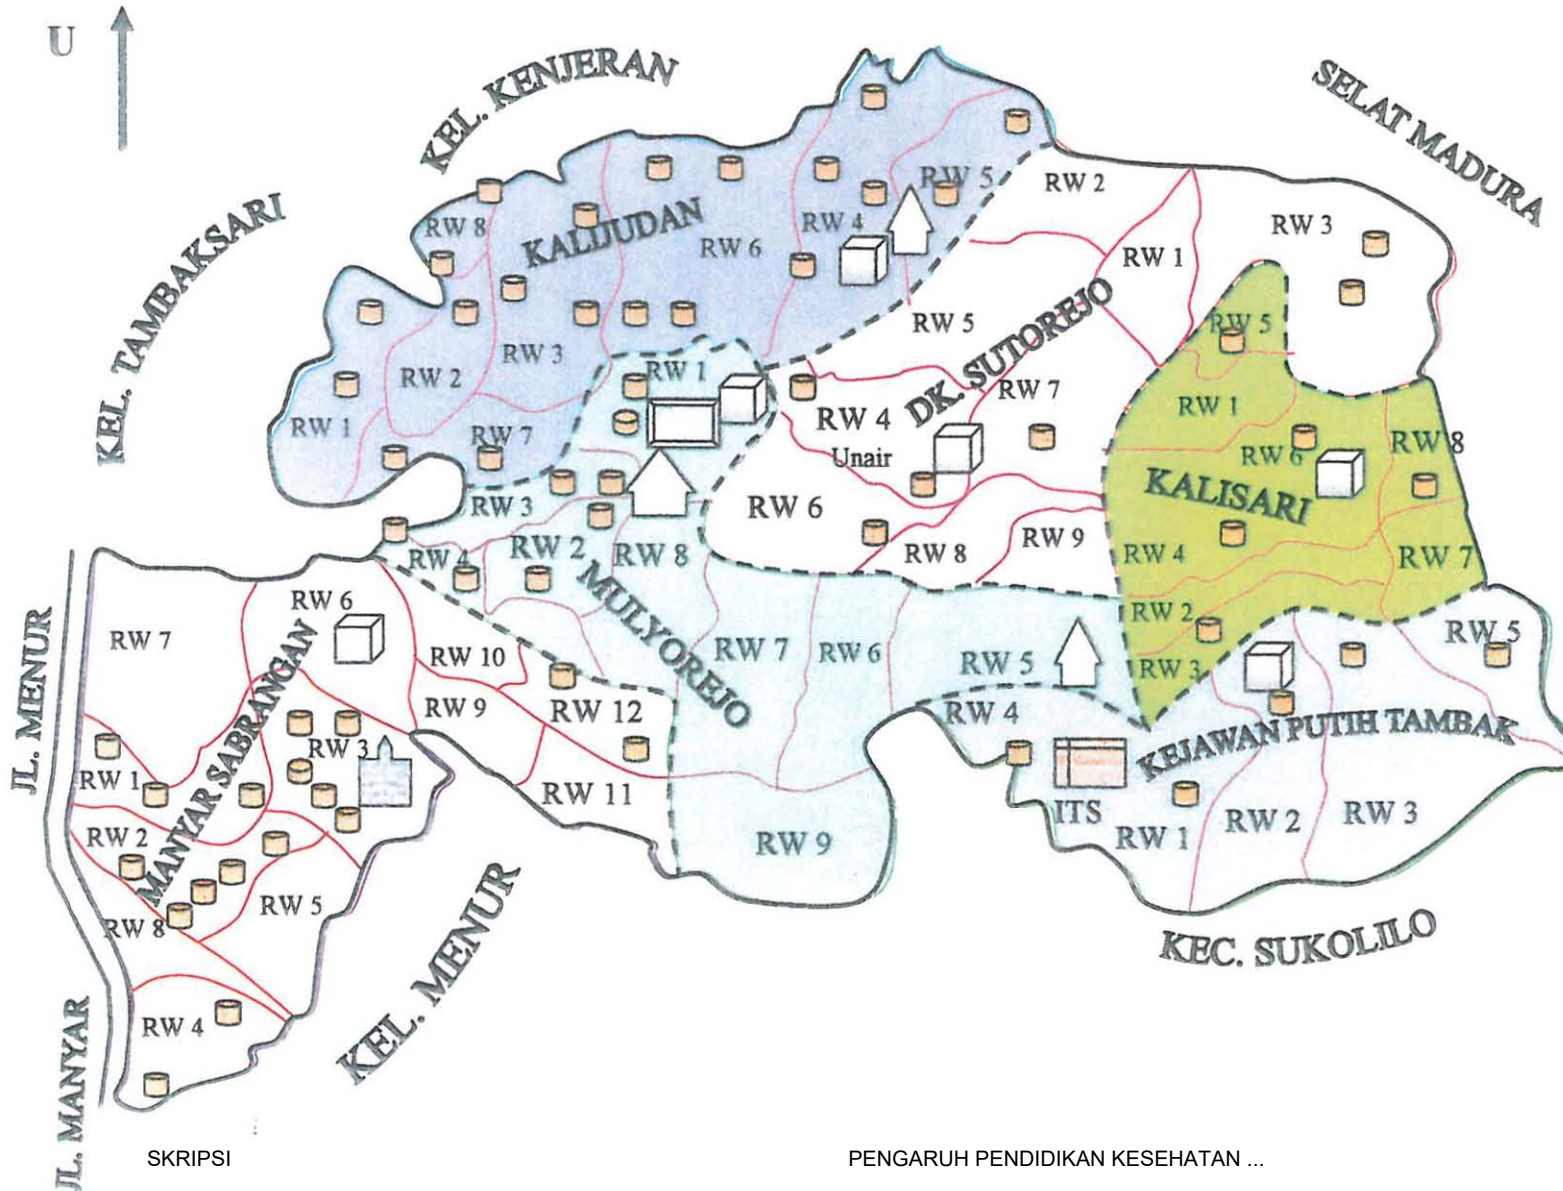 U
KEL. KENJERAN
SELAT MADURA
KEL. TAMBAKSARI
RW 8
KALIJUDAN
RW 6
RW 4
RW 5
RW 3
RW 2
RW 1
RW 7
RW 2
RW 3
RW 1
RW 5
DK. SUTOREJO
RW 7
RW 4
Unair
RW 6
RW 8
RW 9
RW 5
RW 1
RW 6
RW 8
KALISARI
RW 4
RW 7
RW 2
RW 3
RW 1
RW 3
RW 4
RW 2
RW 8
MULYOREJO
RW 7
RW 6
RW 5
RW 9
RW 4
RW 5
KEJAWAN PUTIH TAMBAK
ITS
RW 1
RW 2
RW 3
JL. MENUR
RW 7
RW 6
MANYAR SABRANGAN
RW 10
RW 9
RW 12
RW 11
RW 3
RW 1
RW 2
RW 8
RW 5
RW 4
KEL. MENUR
KEC. SUKOLILO
JL. MANYAR
SKRIPSI
PENGARUH PENDIDIKAN KESEHATAN ...